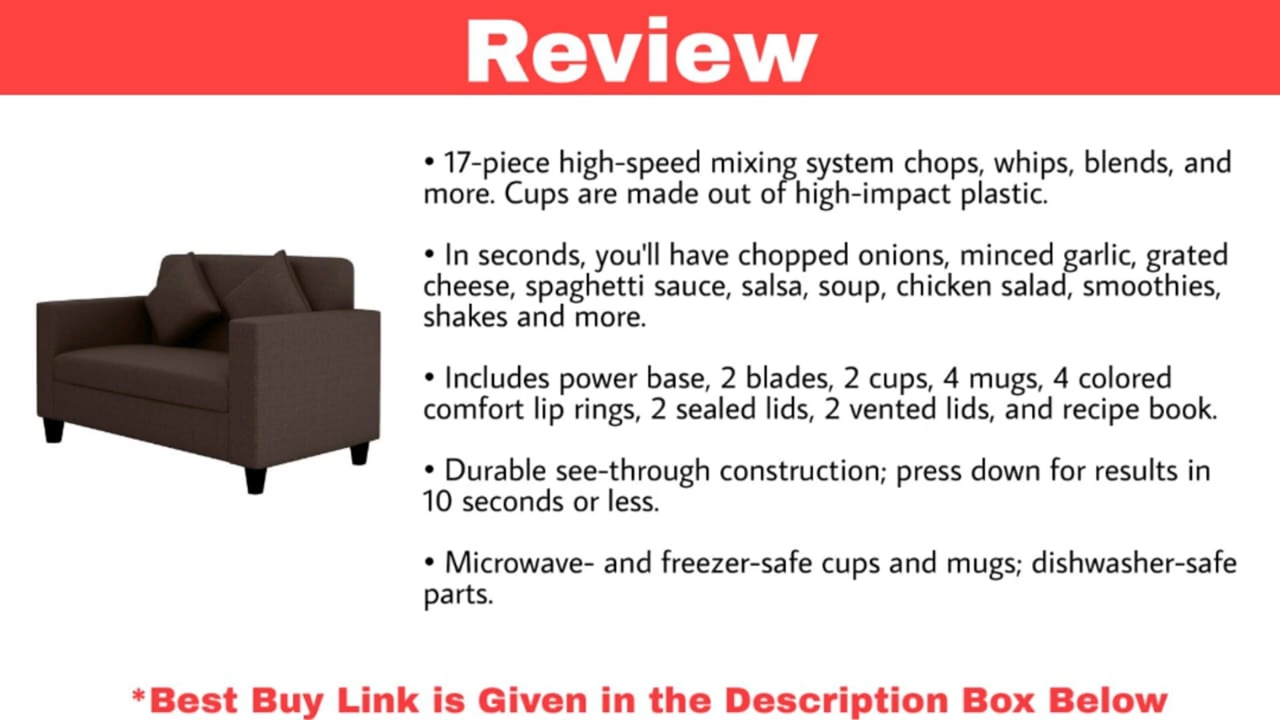 Review
• 17-piece high-speed mixing system chops, whips, blends, and
more. Cups are made out of high-impact plastic.
• In seconds, you'll have chopped onions, minced garlic, grated
cheese, spaghetti sauce, salsa, soup, chicken salad, smoothies,
shakes and more.
• Includes power base, 2 blades, 2 cups, 4 mugs, 4 colored
comfort lip rings, 2 sealed lids, 2 vented lids, and recipe book.
• Durable see-through construction; press down for results in
10 seconds or less.
• Microwave- and freezer-safe cups and mugs; dishwasher-safe
parts.
*Best Buy Link is Given in the Description Box Below